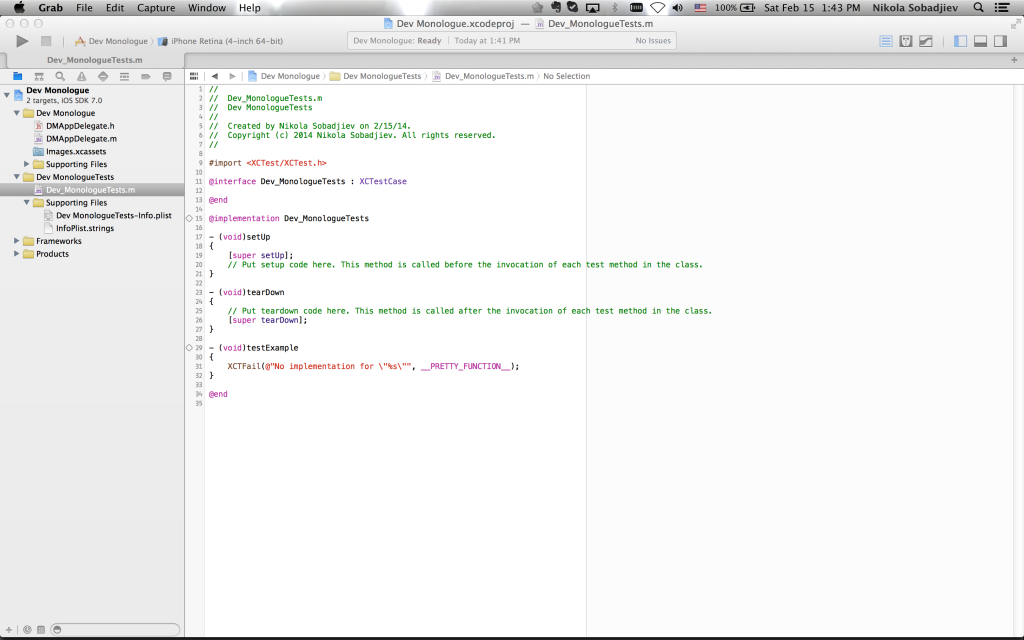 Grab File Edit Capture Window Help 100% Sat Feb 15 1:43 PM Nikola Sobadjiev
Dev Monologue.xcodeproj — Dev_MonologueTests.m
Dev Monologue iPhone Retina (4-inch 64-bit) Dev Monologue: Ready Today at 1:41 PM No Issues
Dev_MonologueTests.m
Dev Monologue Dev MonologueTests Dev_MonologueTests.m No Selection
Dev Monologue
2 targets, iOS SDK 7.0
Dev Monologue
DMAppDelegate.h
DMAppDelegate.m
Images.xcassets
Supporting Files
Dev MonologueTests
Dev_MonologueTests.m
Supporting Files
Dev MonologueTests-Info.plist
InfoPlist.strings
Frameworks
Products
1 //
2 // Dev_MonologueTests.m
3 // Dev MonologueTests
4 //
5 // Created by Nikola Sobadjiev on 2/15/14.
6 // Copyright (c) 2014 Nikola Sobadjiev. All rights reserved.
7 //
8
9 #import <XCTest/XCTest.h>
10
11 @interface Dev_MonologueTests : XCTestCase
12
13 @end
14
15 @implementation Dev_MonologueTests
16
17 - (void)setUp
18 {
19 [super setUp];
20 // Put setup code here. This method is called before the invocation of each test method in the class.
21 }
22
23 - (void)tearDown
24 {
25 // Put teardown code here. This method is called after the invocation of each test method in the class.
26 [super tearDown];
27 }
28
29 - (void)testExample
30 {
31 XCTFail(@"No implementation for \"%s\"", __PRETTY_FUNCTION__);
32 }
33
34 @end
35